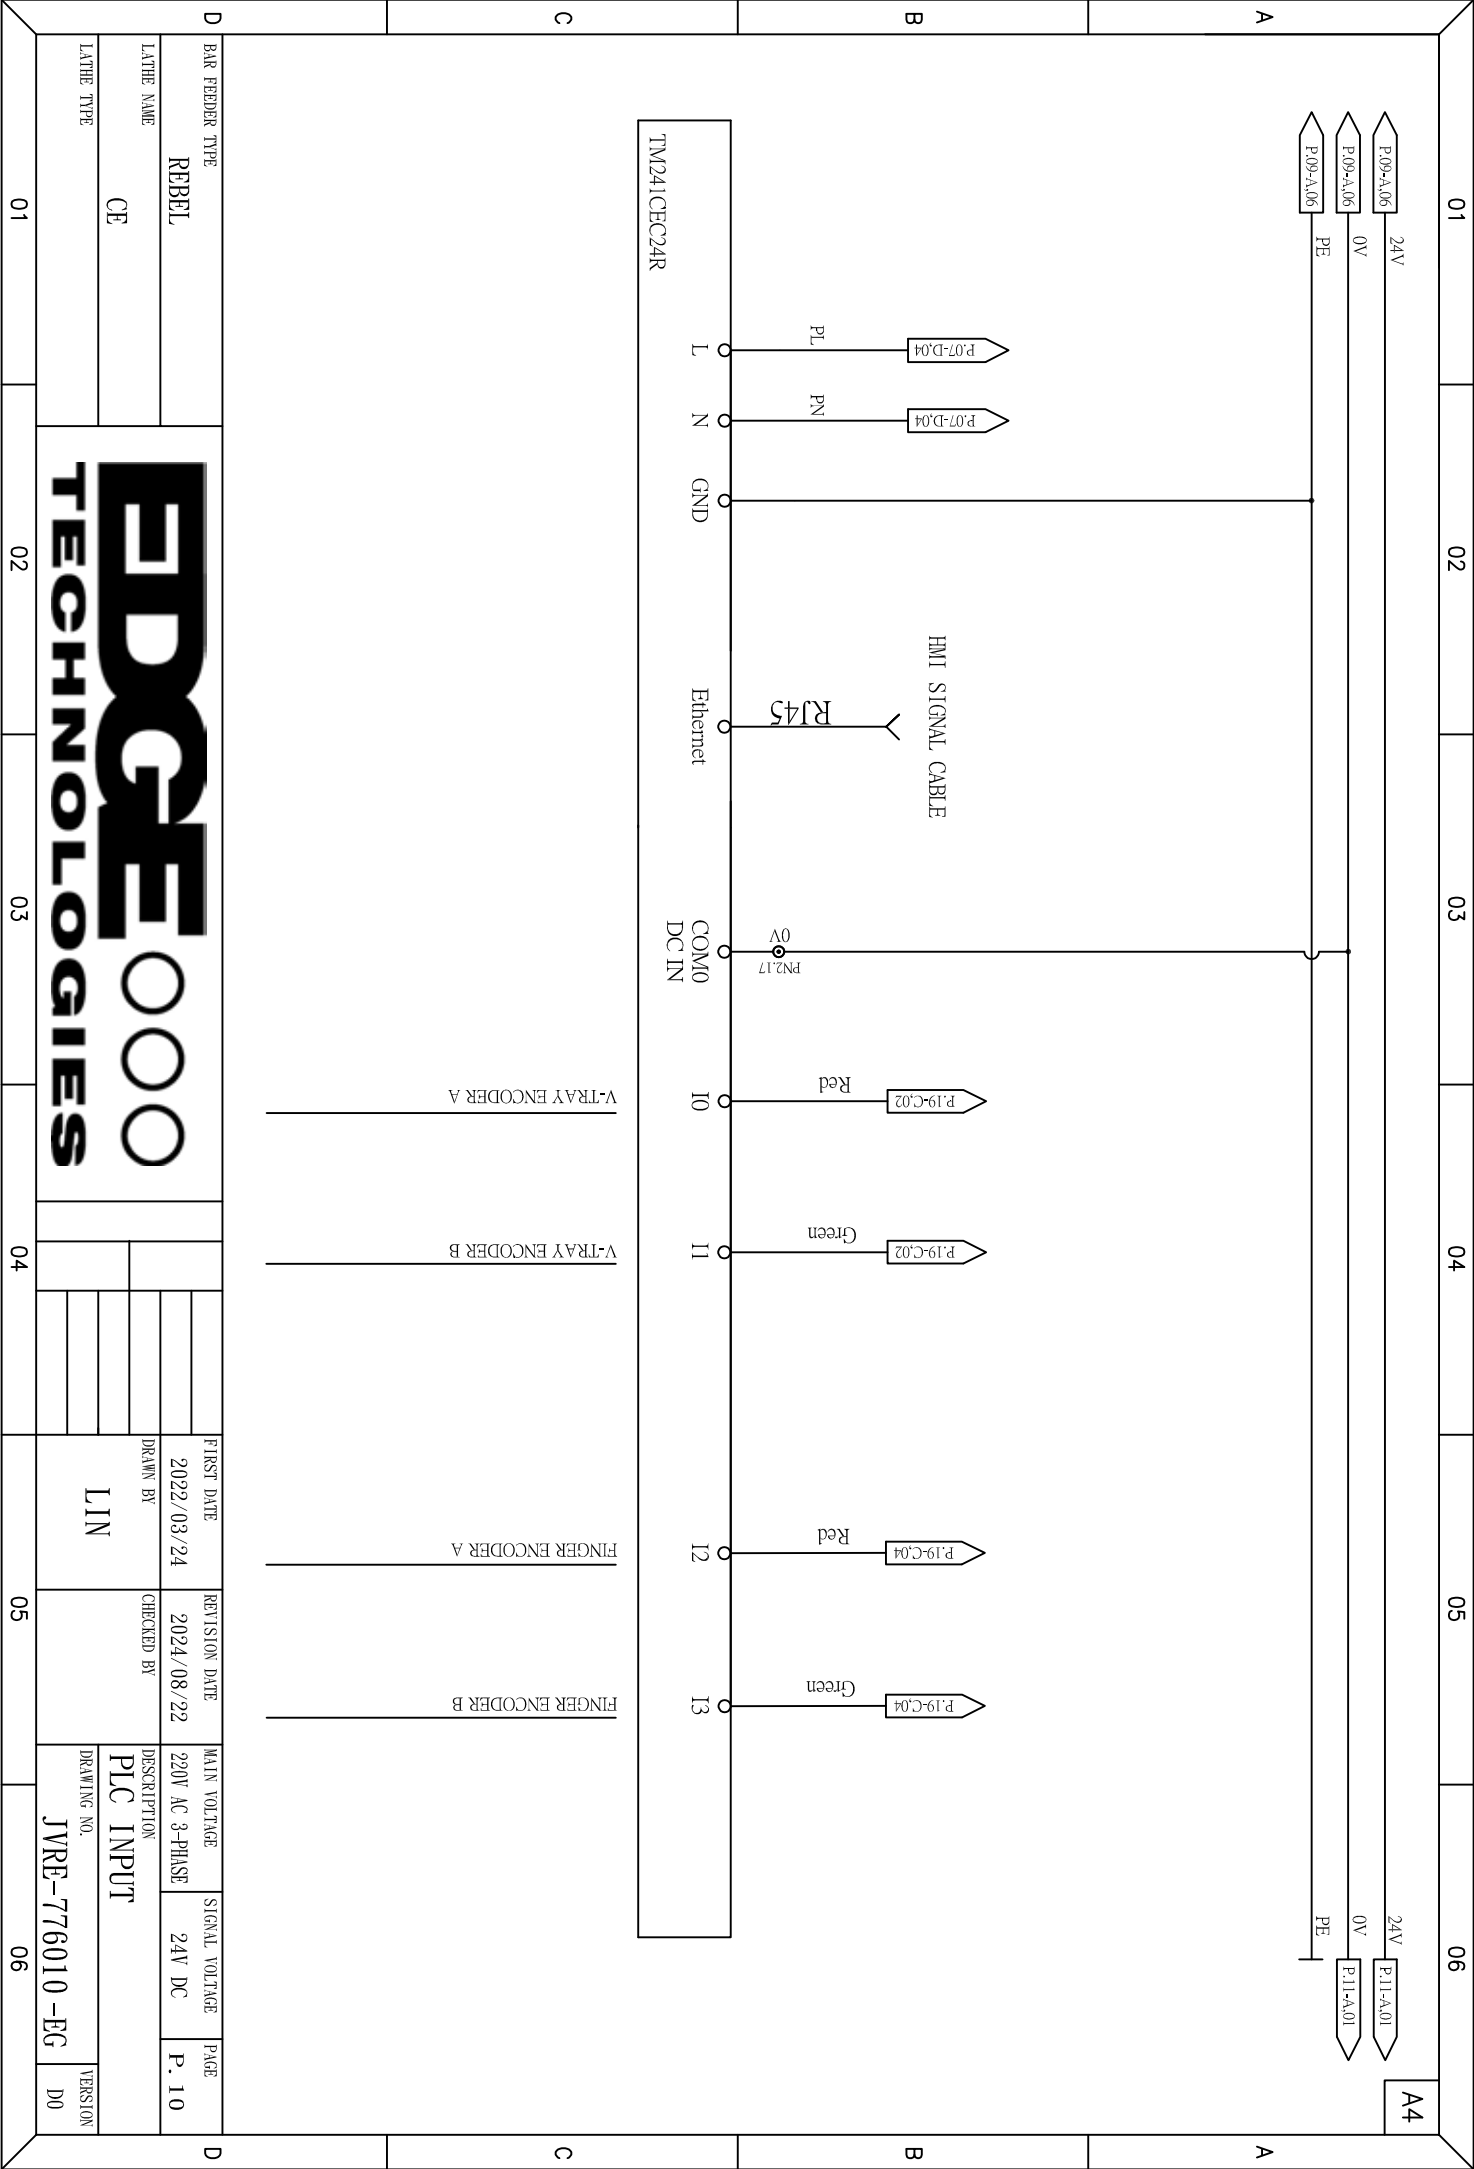 01
02
03
04
05
06
A4
A
A
B
B
C
C
D
D
P.09-A,06
24V
24V
P.11-A,01
P.09-A,06
0V
0V
P.11-A,01
P.09-A,06
PE
PE
P.07-D,04
P.07-D,04
HMI SIGNAL CABLE
P.19-C,02
P.19-C,02
P.19-C,04
P.19-C,04
PL
PN
RJ45
0V
PN2.17
Red
Green
Red
Green
L
N
GND
Ethernet
COM0
DC IN
I0
I1
I2
I3
TM241CEC24R
V-TRAY ENCODER A
V-TRAY ENCODER B
FINGER ENCODER A
FINGER ENCODER B
BAR FEEDER TYPE
REBEL
LATHE NAME
CE
LATHE TYPE
EDGE
TECHNOLOGIES
FIRST DATE
2022/03/24
DRAWN BY
LIN
REVISION DATE
2024/08/22
CHECKED BY
MAIN VOLTAGE
220V AC 3-PHASE
SIGNAL VOLTAGE
24V DC
PAGE
P. 10
DESCRIPTION
PLC INPUT
DRAWING NO.
JVRE-776010-EG
VERSION
D0
01
02
03
04
05
06